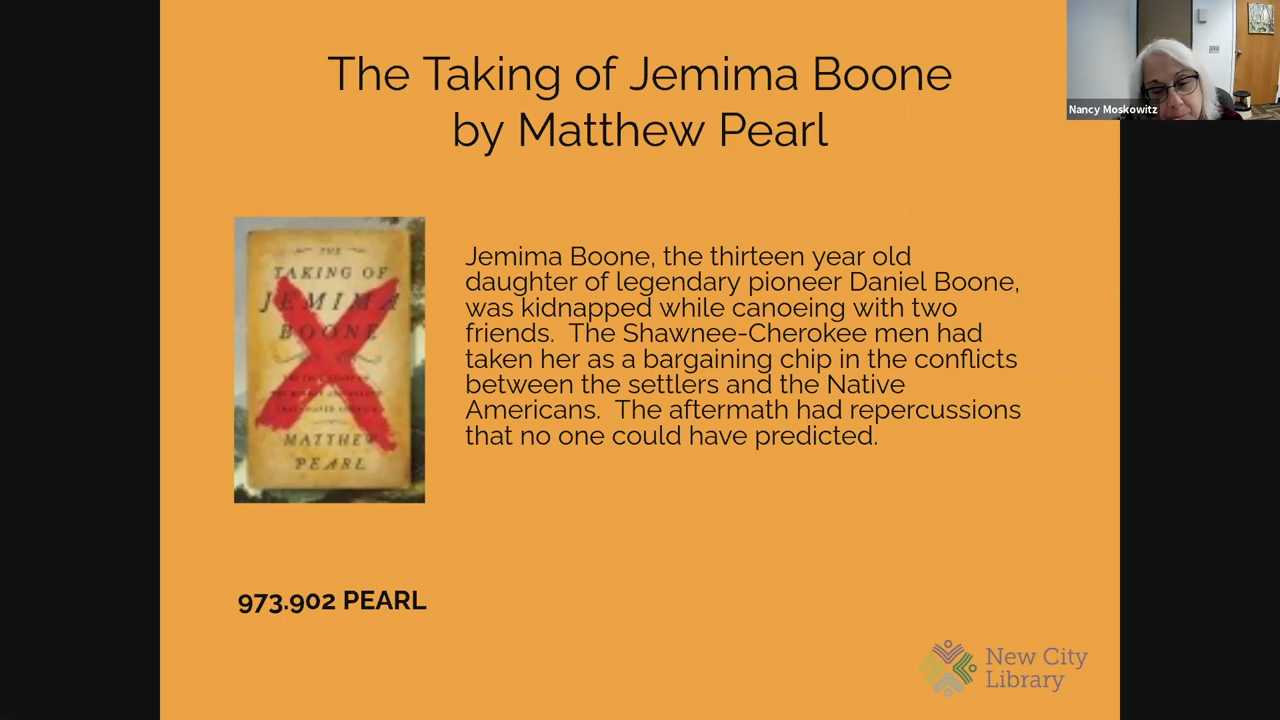 The Taking of Jemima Boone
by Matthew Pearl
Nancy Moskowitz
THE
TAKING OF
JEMIMA
BOONE
MATTHEW
PEARL
Jemima Boone, the thirteen year old
daughter of legendary pioneer Daniel Boone,
was kidnapped while canoeing with two
friends.  The Shawnee-Cherokee men had
taken her as a bargaining chip in the conflicts
between the settlers and the Native
Americans.  The aftermath had repercussions
that no one could have predicted.
973.902 PEARL
New City
Library